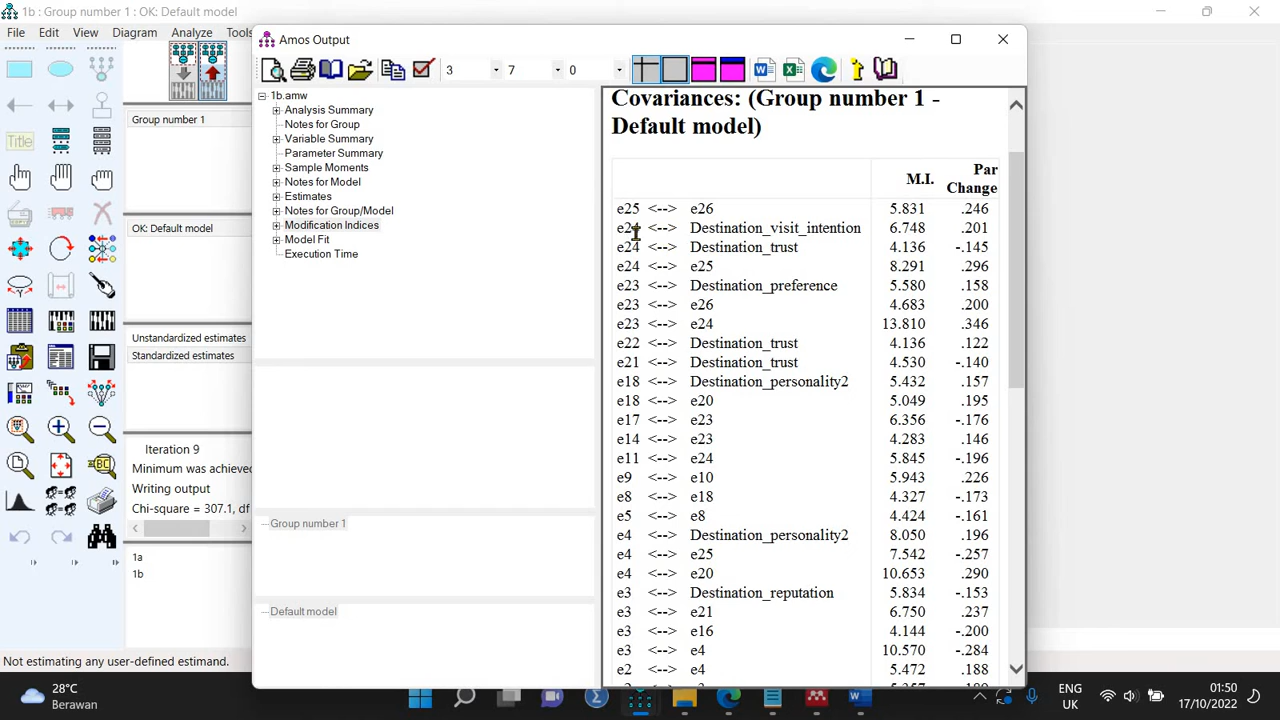 1b : Group number 1 : OK: Default model
File Edit View Diagram Analyze Tools
Title
Group number 1
OK: Default model
Unstandardized estimates
Standardized estimates
Iteration 9
Minimum was achieve
Writing output
Chi-square = 307.1, df
1a
1b
Not estimating any user-defined estimand.
Amos Output
3 7 0
1b.amw
Analysis Summary
Notes for Group
Variable Summary
Parameter Summary
Sample Moments
Notes for Model
Estimates
Notes for Group/Model
Modification Indices
Model Fit
Execution Time
Group number 1
Default model
Covariances: (Group number 1 -
Default model)
M.I. Par
Change
e25 <--> e26 5.831 .246
e24 <--> Destination_visit_intention 6.748 .201
e24 <--> Destination_trust 4.136 -.145
e24 <--> e25 8.291 .296
e23 <--> Destination_preference 5.580 .158
e23 <--> e26 4.683 .200
e23 <--> e24 13.810 .346
e22 <--> Destination_trust 4.136 .122
e21 <--> Destination_trust 4.530 -.140
e18 <--> Destination_personality2 5.432 .157
e18 <--> e20 5.049 .195
e17 <--> e23 6.356 -.176
e14 <--> e23 4.283 .146
e11 <--> e24 5.845 -.196
e9 <--> e10 5.943 .226
e8 <--> e18 4.327 -.173
e5 <--> e8 4.424 -.161
e4 <--> Destination_personality2 8.050 .196
e4 <--> e25 7.542 -.257
e4 <--> e20 10.653 .290
e3 <--> Destination_reputation 5.834 -.153
e3 <--> e21 6.750 .237
e3 <--> e16 4.144 -.200
e3 <--> e4 10.570 -.284
e2 <--> e4 5.472 .188
28°C
Berawan
ENG
UK
01:50
17/10/2022